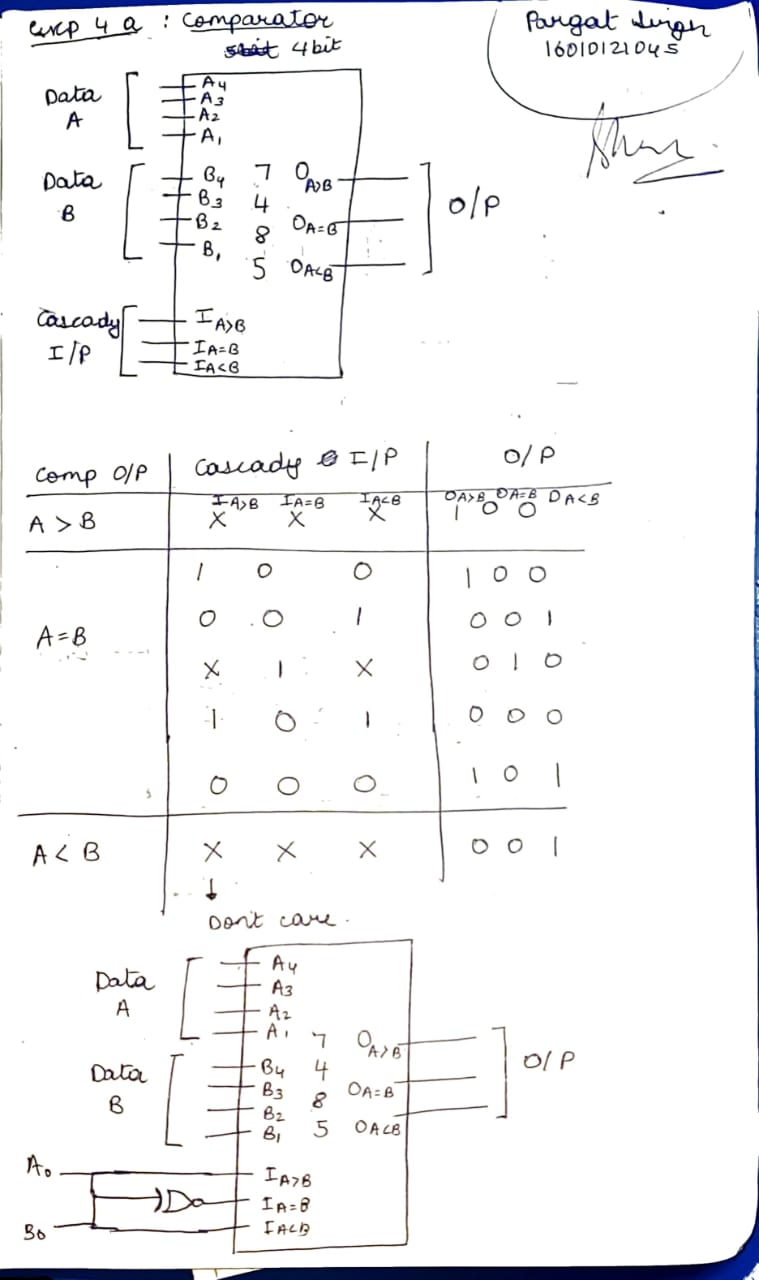 Exp 4 a : Comparator
4 bit
Pargat Singh
16010121045
Data
A
A4
A3
A2
A1
Data
B
B4
B3
B2
B1
7
4
8
5
OA>B
OA=B
OA<B
O/P
Cascady
I/P
IA>B
IA=B
IA<B
Comp O/P Cascady I/P O/P
IA>B IA=B IA<B OA>B OA=B OA<B
A > B X X X 1 0 0
1 0 0 1 0 0
0 0 1 0 0 1
A=B
X 1 X 0 1 0
1 0 1 0 0 0
0 0 0 1 0 1
A < B X X X 0 0 1
↓
Don't care.
Data
A
A4
A3
A2
A1
Data
B
B4
B3
B2
B1
7
4
8
5
OA>B
OA=B
OA<B
O/P
A0
B0
IA>B
IA=B
IA<B